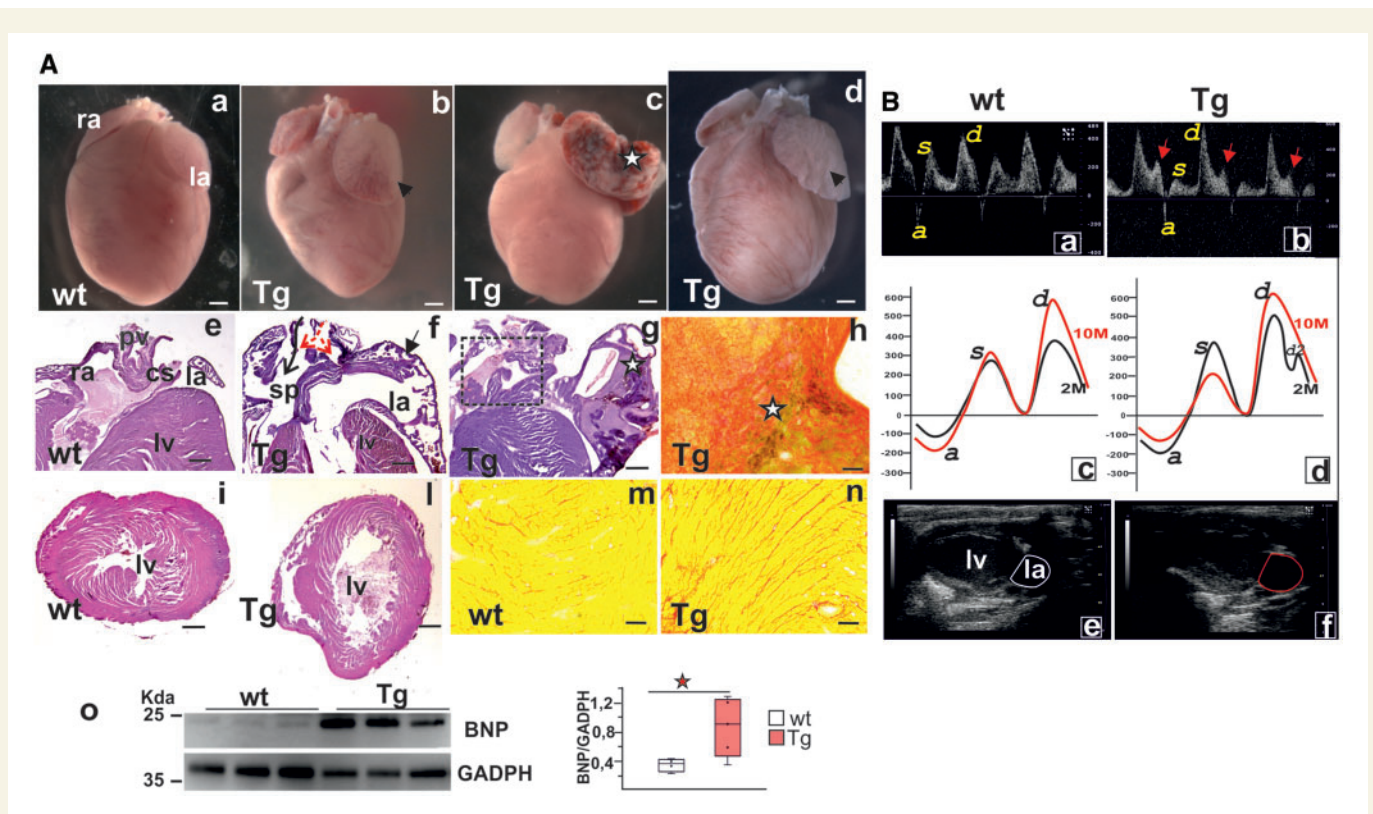 A
a
ra
la
wt
b
Tg
c
Tg
d
Tg
B
wt
Tg
s
d
a
a
d
s
a
b
e
pv
ra
cs
la
lv
wt
f
sp
la
lv
Tg
g
Tg
h
Tg
600
500
400
300
200
100
0
-100
-200
-300
s
d
10M
2M
a
c
600
500
400
300
200
100
0
-100
-200
-300
s
d
10M
d2
2M
a
d
i
lv
wt
l
lv
Tg
m
wt
n
Tg
lv
la
e
f
o
Kda
wt
Tg
25
BNP
35
GADPH
BNP/GADPH
1,2
0,8
0,4
wt
Tg